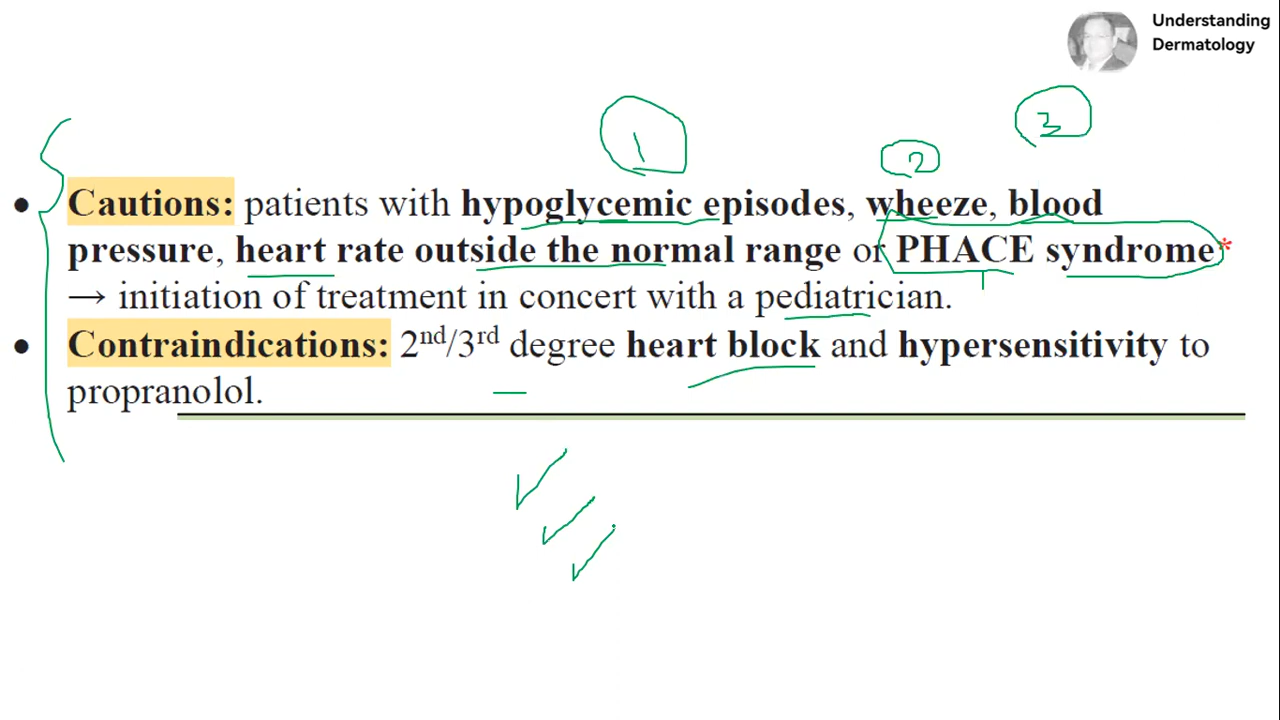 Understanding
Dermatology
1
2
3
• Cautions: patients with hypoglycemic episodes, wheeze, blood
pressure, heart rate outside the normal range or PHACE syndrome*
→ initiation of treatment in concert with a pediatrician.
• Contraindications: 2nd/3rd degree heart block and hypersensitivity to
propranolol.